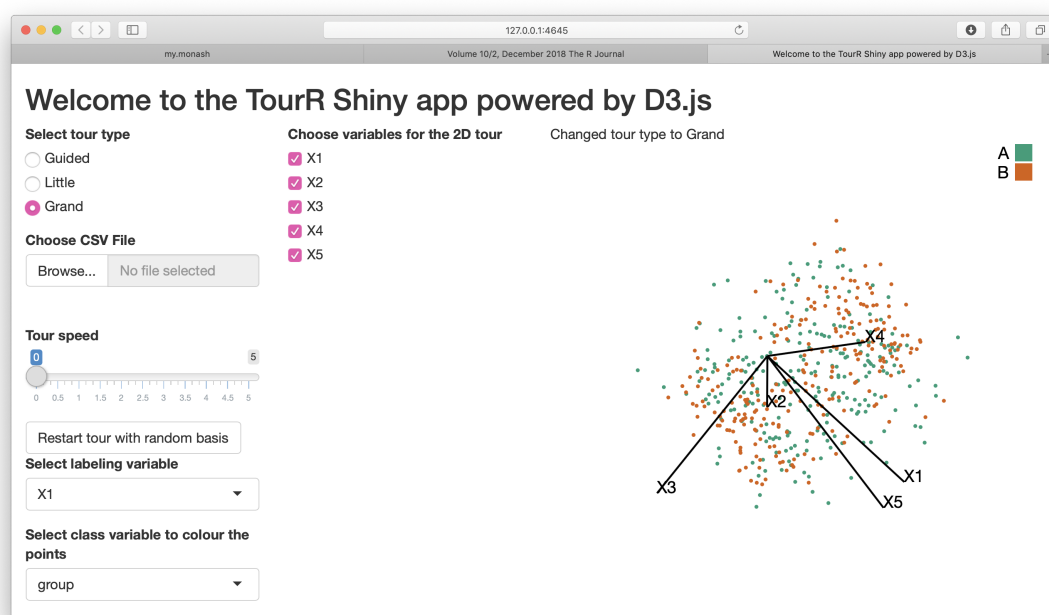 127.0.0.1:4645
my.monash
Volume 10/2, December 2018 The R Journal
Welcome to the TourR Shiny app powered by D3.js
Welcome to the TourR Shiny app powered by D3.js
Select tour type
Guided
Little
Grand
Choose CSV File
Browse...
No file selected
Tour speed
0
5
0 0.5 1 1.5 2 2.5 3 3.5 4 4.5 5
Restart tour with random basis
Select labeling variable
X1
Select class variable to colour the
points
group
Choose variables for the 2D tour
X1
X2
X3
X4
X5
Changed tour type to Grand
A
B
X4
X2
X3
X1
X5